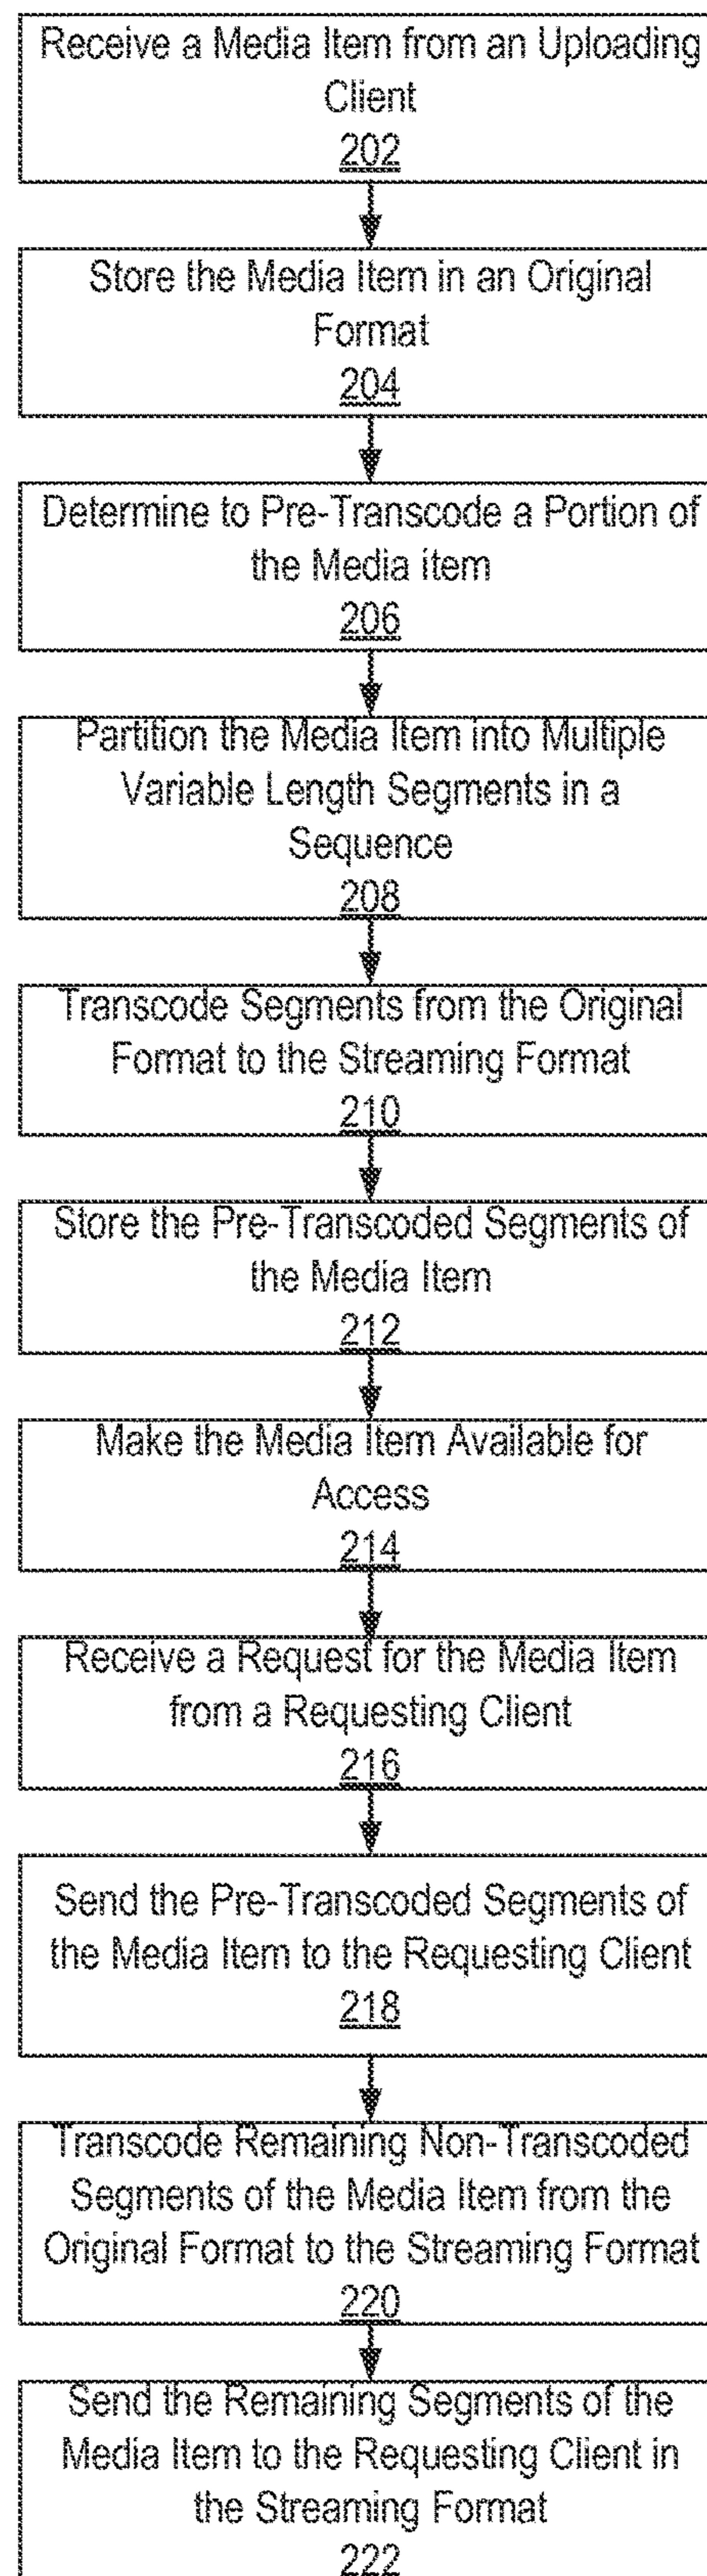 Receive a Media Item from an Uploading
Client
202
Store the Media Item in an Original
Format
204
Determine to Pre-Transcode a Portion of
the Media item
206
Partition the Media Item into Multiple
Variable Length Segments in a
Sequence
208
Transcode Segments from the Original
Format to the Streaming Format
210
Store the Pre-Transcoded Segments of
the Media Item
212
Make the Media Item Available for
Access
214
Receive a Request for the Media Item
from a Requesting Client
216
Send the Pre-Transcoded Segments of
the Media Item to the Requesting Client
218
Transcode Remaining Non-Transcoded
Segments of the Media Item from the
Original Format to the Streaming Format
220
Send the Remaining Segments of the
Media Item to the Requesting Client in
the Streaming Format
222